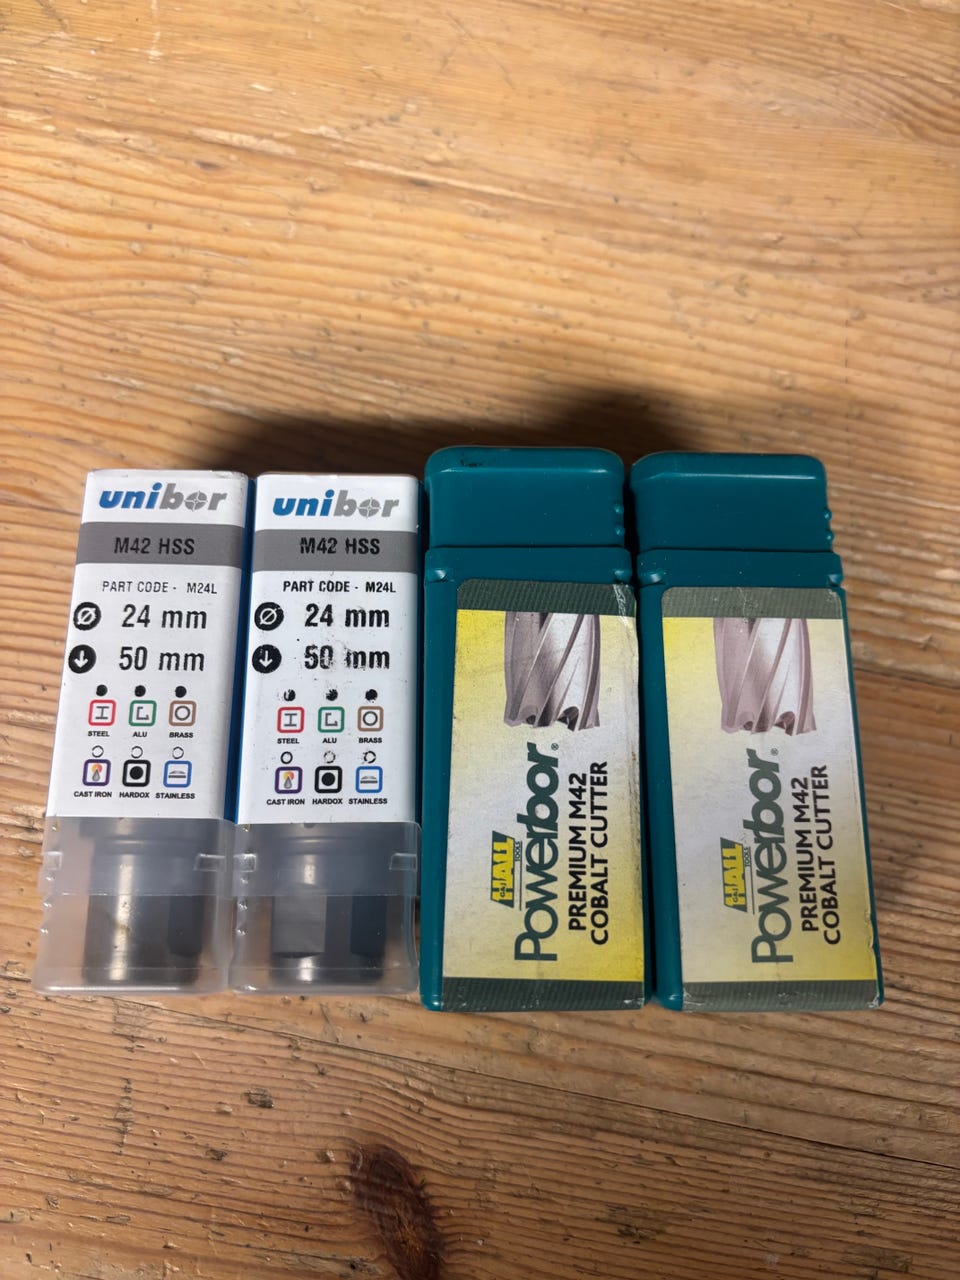 unibor
M42 HSS
PART CODE - M24L
24 mm
50 mm
STEEL ALU BRASS
CAST IRON HARDOX STAINLESS
unibor
M42 HSS
PART CODE - M24L
24 mm
50 mm
STEEL ALU BRASS
CAST IRON HARDOX STAINLESS
G&J HALL TOOLS
Powerbor®
PREMIUM M42
COBALT CUTTER
G&J HALL TOOLS
Powerbor®
PREMIUM M42
COBALT CUTTER